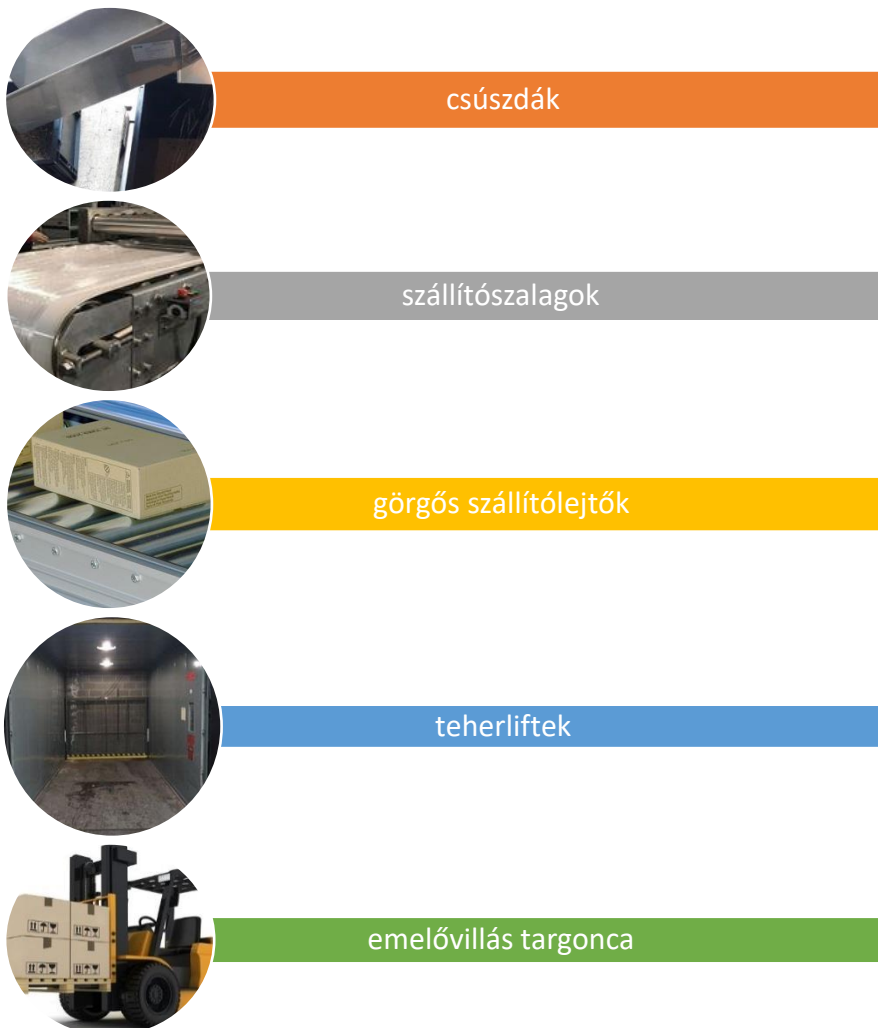 csúszdák
szállítószalagok
görgős szállítólejtők
teherliftek
emelővillás targonca